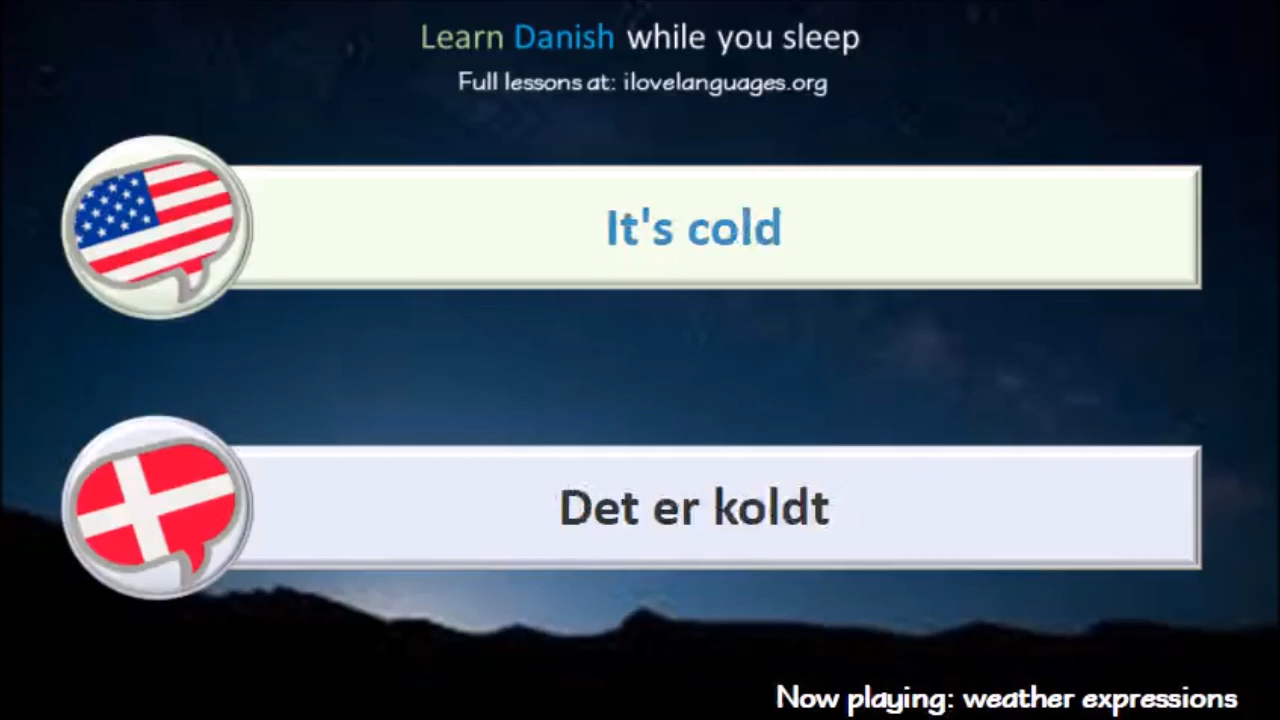 Learn Danish while you sleep
Full lessons at: ilovelanguages.org
It's cold
Det er koldt
Now playing: weather expressions